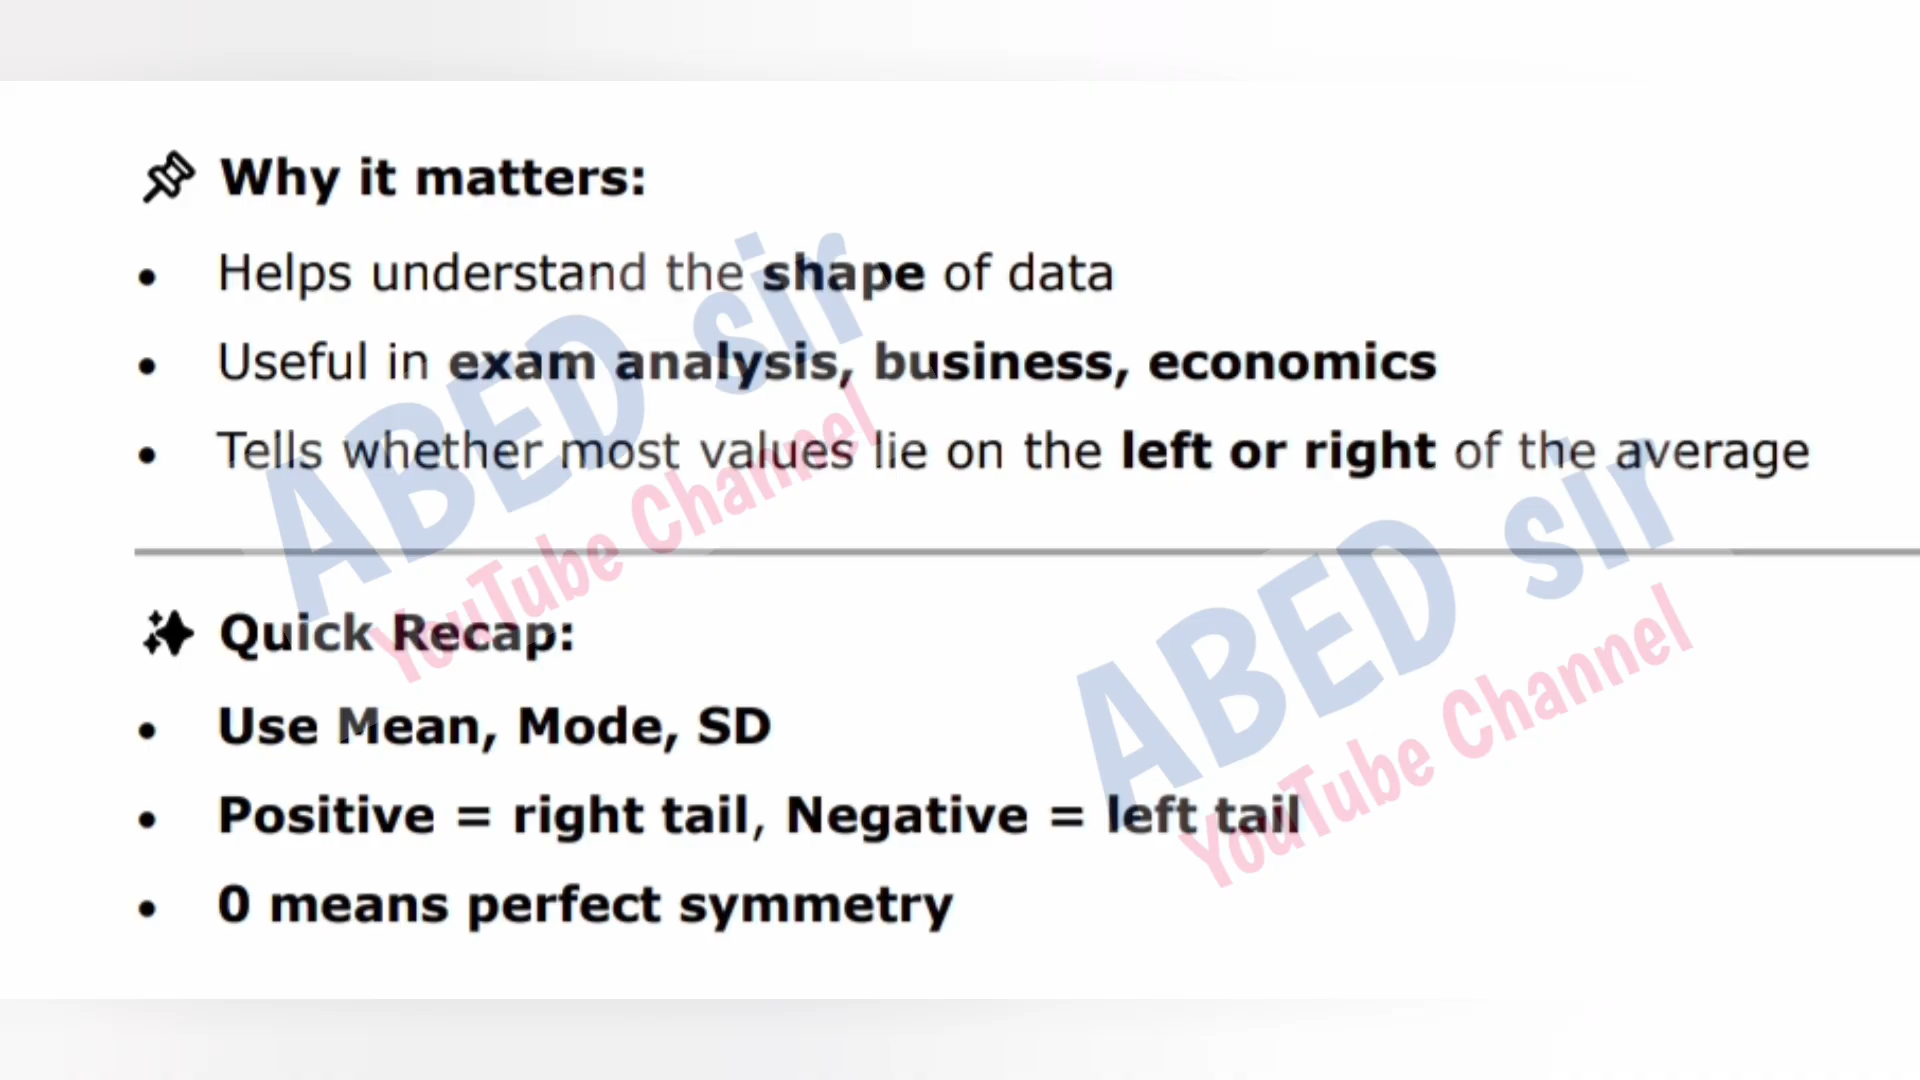 Why it matters:
• Helps understand the shape of data
• Useful in exam analysis, business, economics
• Tells whether most values lie on the left or right of the average
Quick Recap:
• Use Mean, Mode, SD
• Positive = right tail, Negative = left tail
• 0 means perfect symmetry
ABED sir
YouTube Channel
ABED sir
YouTube Channel